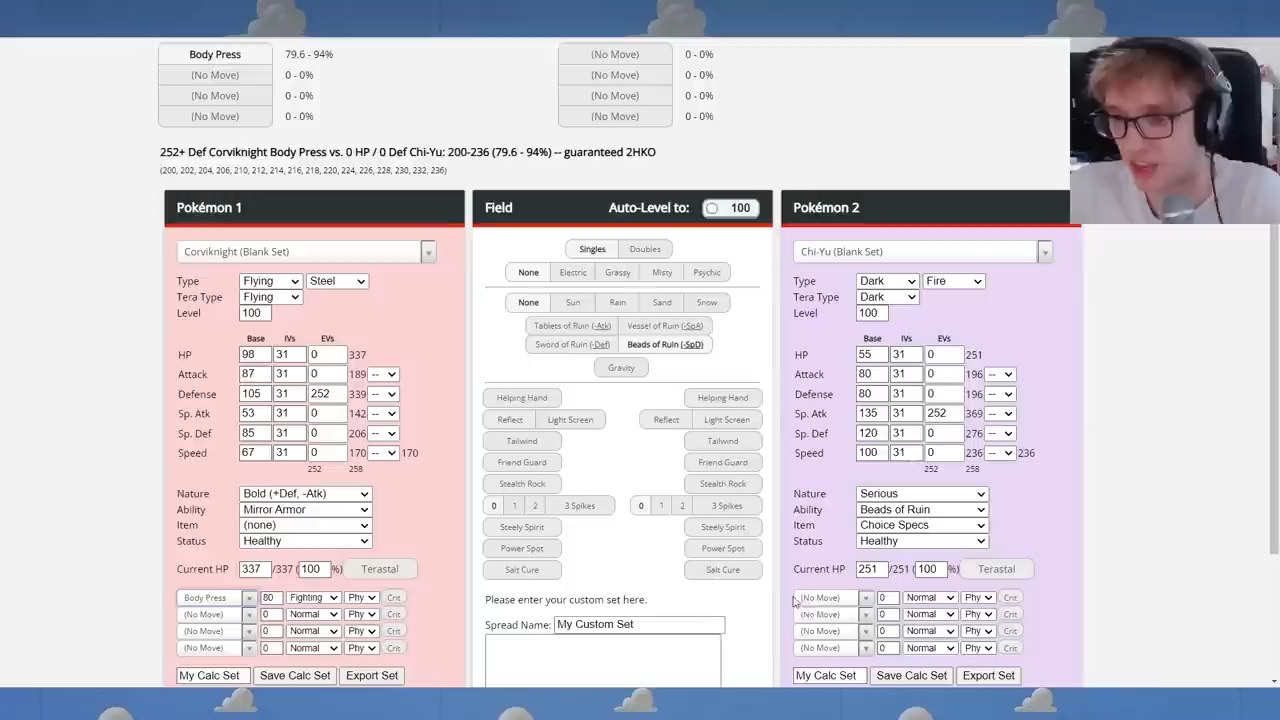 Body Press 79.6 - 94% (No Move) 0 - 0%
(No Move) 0 - 0% (No Move) 0 - 0%
(No Move) 0 - 0% (No Move) 0 - 0%
(No Move) 0 - 0% (No Move) 0 - 0%
252+ Def Corviknight Body Press vs. 0 HP / 0 Def Chi-Yu: 200-236 (79.6 - 94%) -- guaranteed 2HKO
(200, 202, 204, 206, 210, 212, 214, 216, 218, 220, 224, 226, 228, 230, 232, 236)
Pokémon 1
Corviknight (Blank Set)
Type Flying Steel
Tera Type Flying
Level 100
Base IVs EVs
HP 98 31 0 337
Attack 87 31 0 189 --
Defense 105 31 252 339 --
Sp. Atk 53 31 0 142 --
Sp. Def 85 31 0 206 --
Speed 67 31 0 170 -- 170
252 258
Nature Bold (+Def, -Atk)
Ability Mirror Armor
Item (none)
Status Healthy
Current HP 337 /337 ( 100 %) Terastal
Body Press 80 Fighting Phy Crit
(No Move) 0 Normal Phy Crit
(No Move) 0 Normal Phy Crit
(No Move) 0 Normal Phy Crit
My Calc Set Save Calc Set Export Set
Field Auto-Level to: 100
Singles Doubles
None Electric Grassy Misty Psychic
None Sun Rain Sand Snow
Tablets of Ruin (-Atk) Vessel of Ruin (-SpA)
Sword of Ruin (-Def) Beads of Ruin (-SpD)
Gravity
Helping Hand Helping Hand
Reflect Light Screen Reflect Light Screen
Tailwind Tailwind
Friend Guard Friend Guard
Stealth Rock Stealth Rock
0 1 2 3 Spikes 0 1 2 3 Spikes
Steely Spirit Steely Spirit
Power Spot Power Spot
Salt Cure Salt Cure
Please enter your custom set here.
Spread Name: My Custom Set
Pokémon 2
Chi-Yu (Blank Set)
Type Dark Fire
Tera Type Dark
Level 100
Base IVs EVs
HP 55 31 0 251
Attack 80 31 0 196 --
Defense 80 31 0 196 --
Sp. Atk 135 31 252 369 --
Sp. Def 120 31 0 276 --
Speed 100 31 0 236 -- 236
252 258
Nature Serious
Ability Beads of Ruin
Item Choice Specs
Status Healthy
Current HP 251 /251 ( 100 %) Terastal
(No Move) 0 Normal Phy Crit
(No Move) 0 Normal Phy Crit
(No Move) 0 Normal Phy Crit
(No Move) 0 Normal Phy Crit
My Calc Set Save Calc Set Export Set